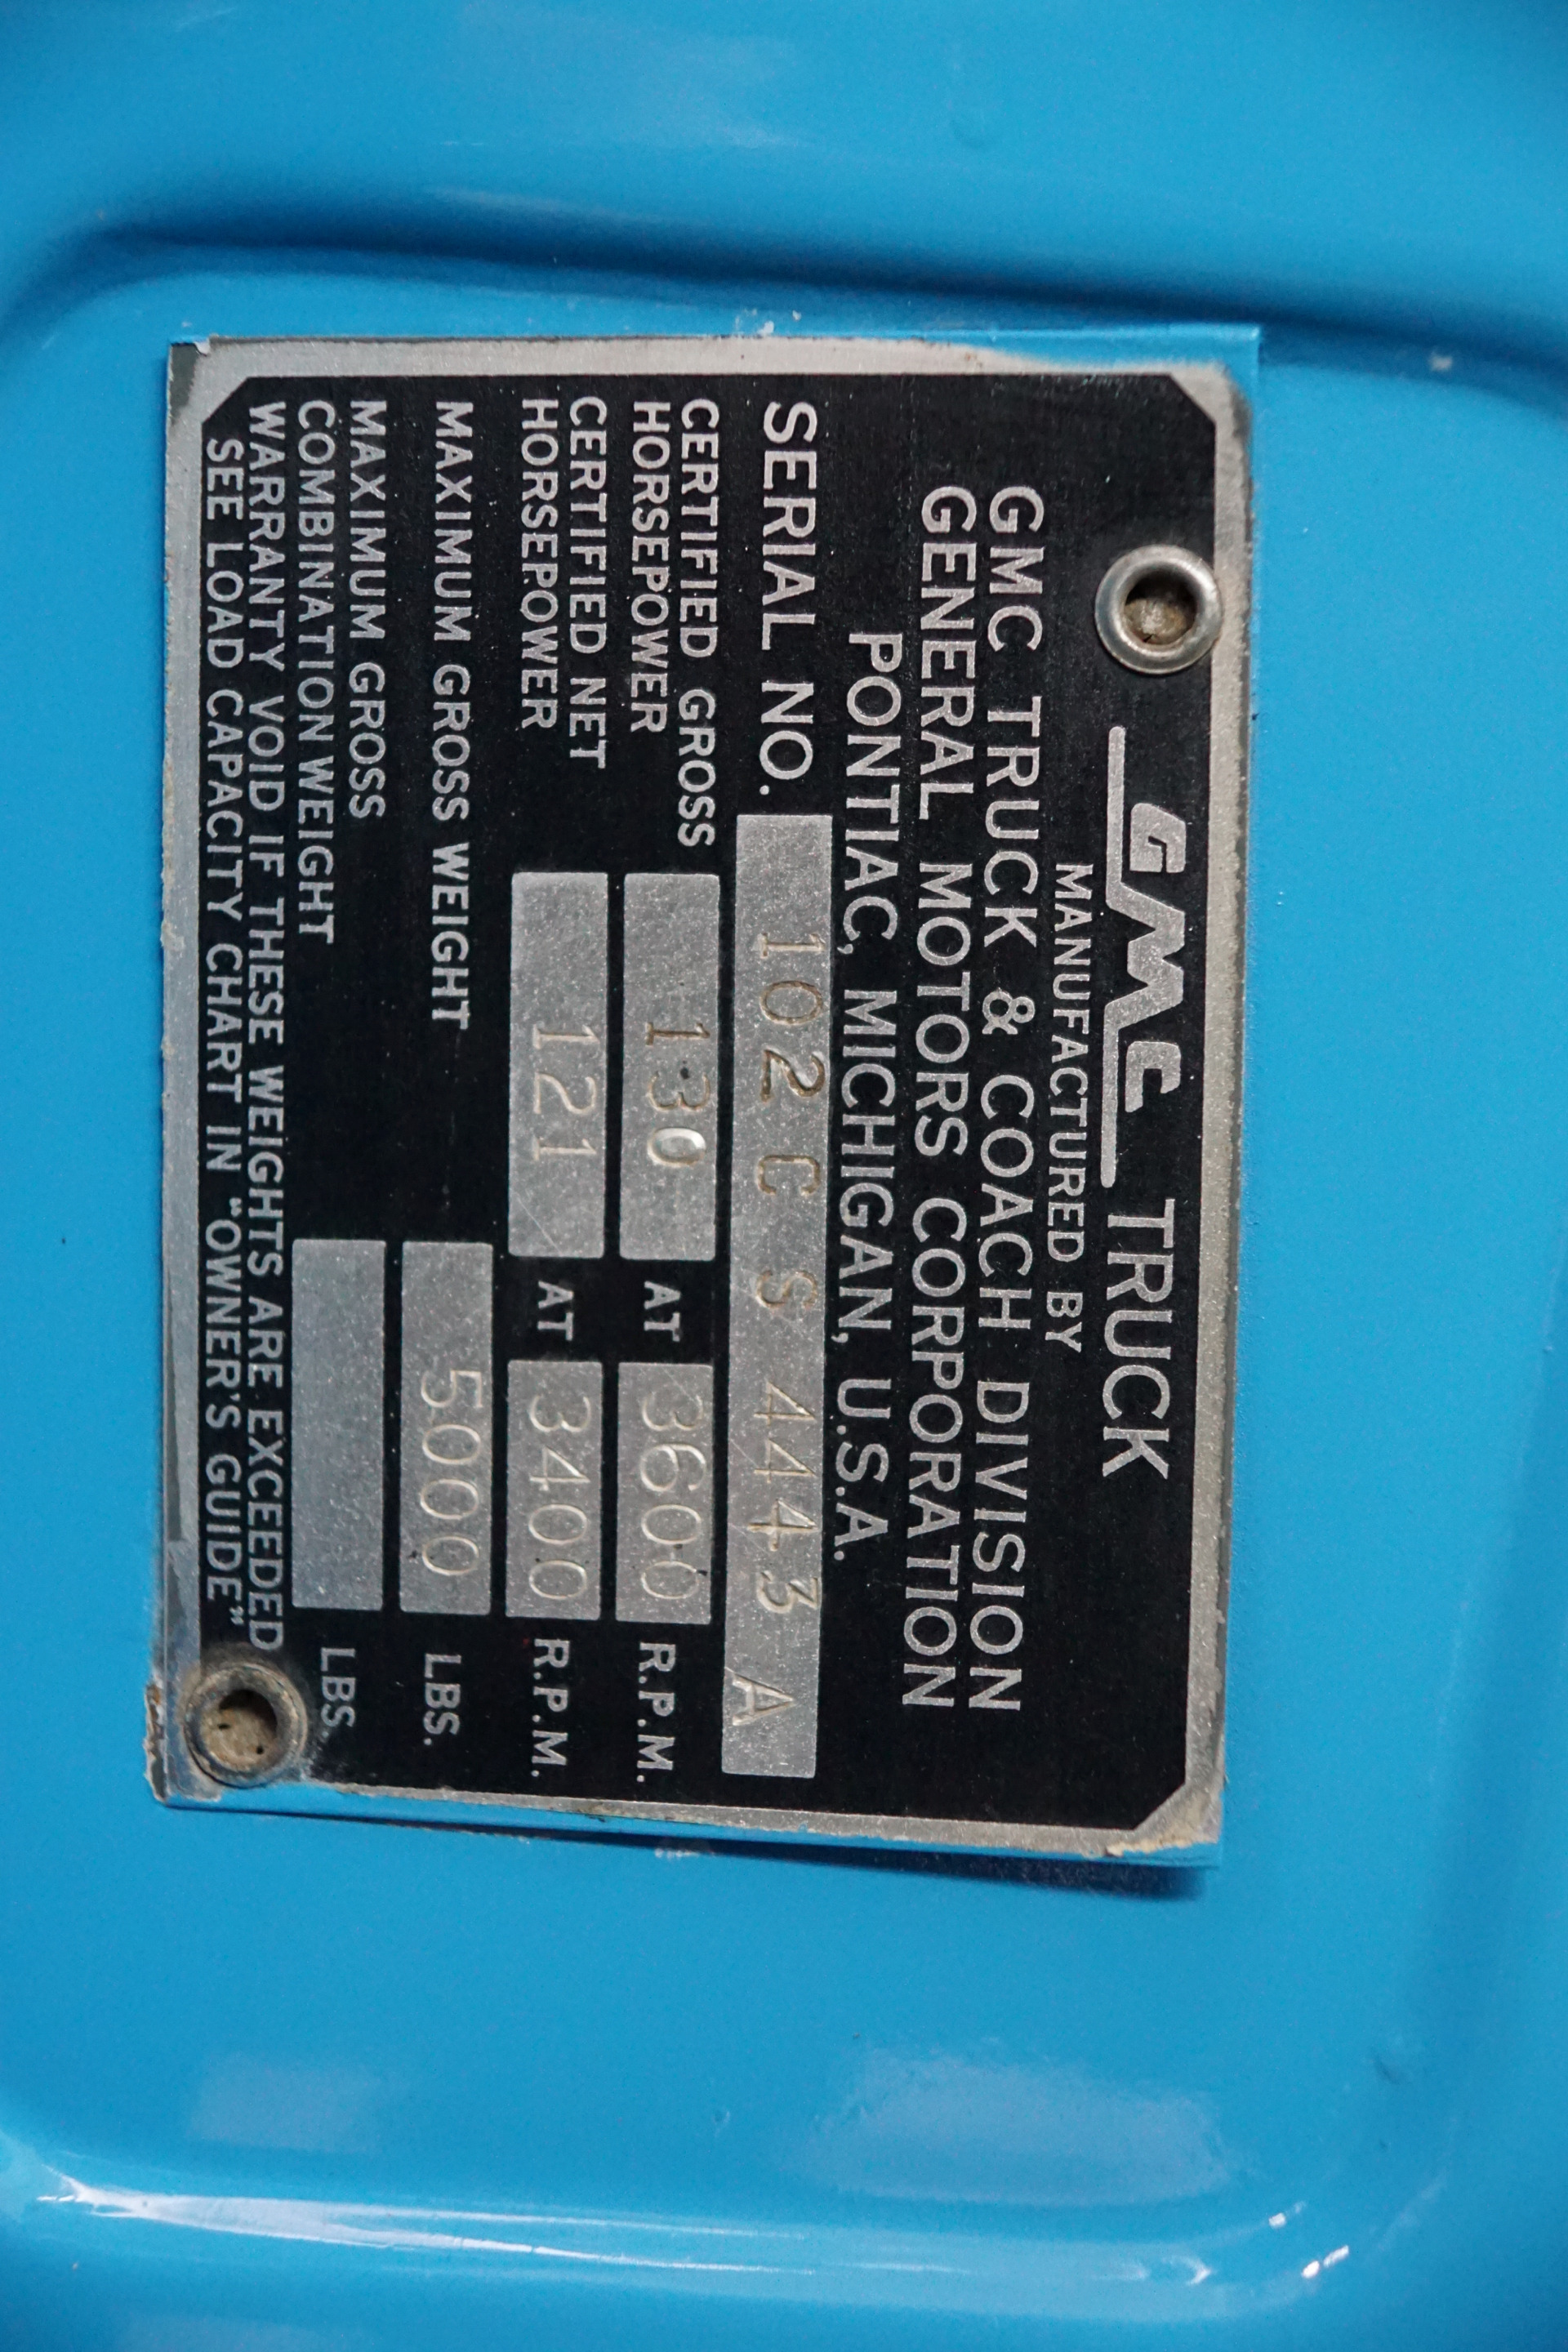 GMC TRUCK
MANUFACTURED BY
GMC TRUCK & COACH DIVISION
GENERAL MOTORS CORPORATION
PONTIAC, MICHIGAN, U.S.A.
SERIAL NO. 102 C S 4443 A
CERTIFIED GROSS
HORSEPOWER 130 AT 3600 R.P.M.
CERTIFIED NET
HORSEPOWER 121 AT 3400 R.P.M.
MAXIMUM GROSS WEIGHT 5000 LBS.
MAXIMUM GROSS
COMBINATION WEIGHT LBS.
WARRANTY VOID IF THESE WEIGHTS ARE EXCEEDED
SEE LOAD CAPACITY CHART IN "OWNER'S GUIDE"